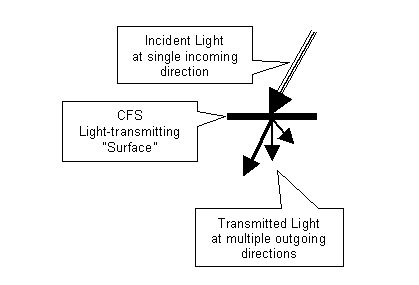 Incident Light
at single incoming
direction
CFS
Light-transmitting
"Surface"
Transmitted Light
at multiple outgoing
directions